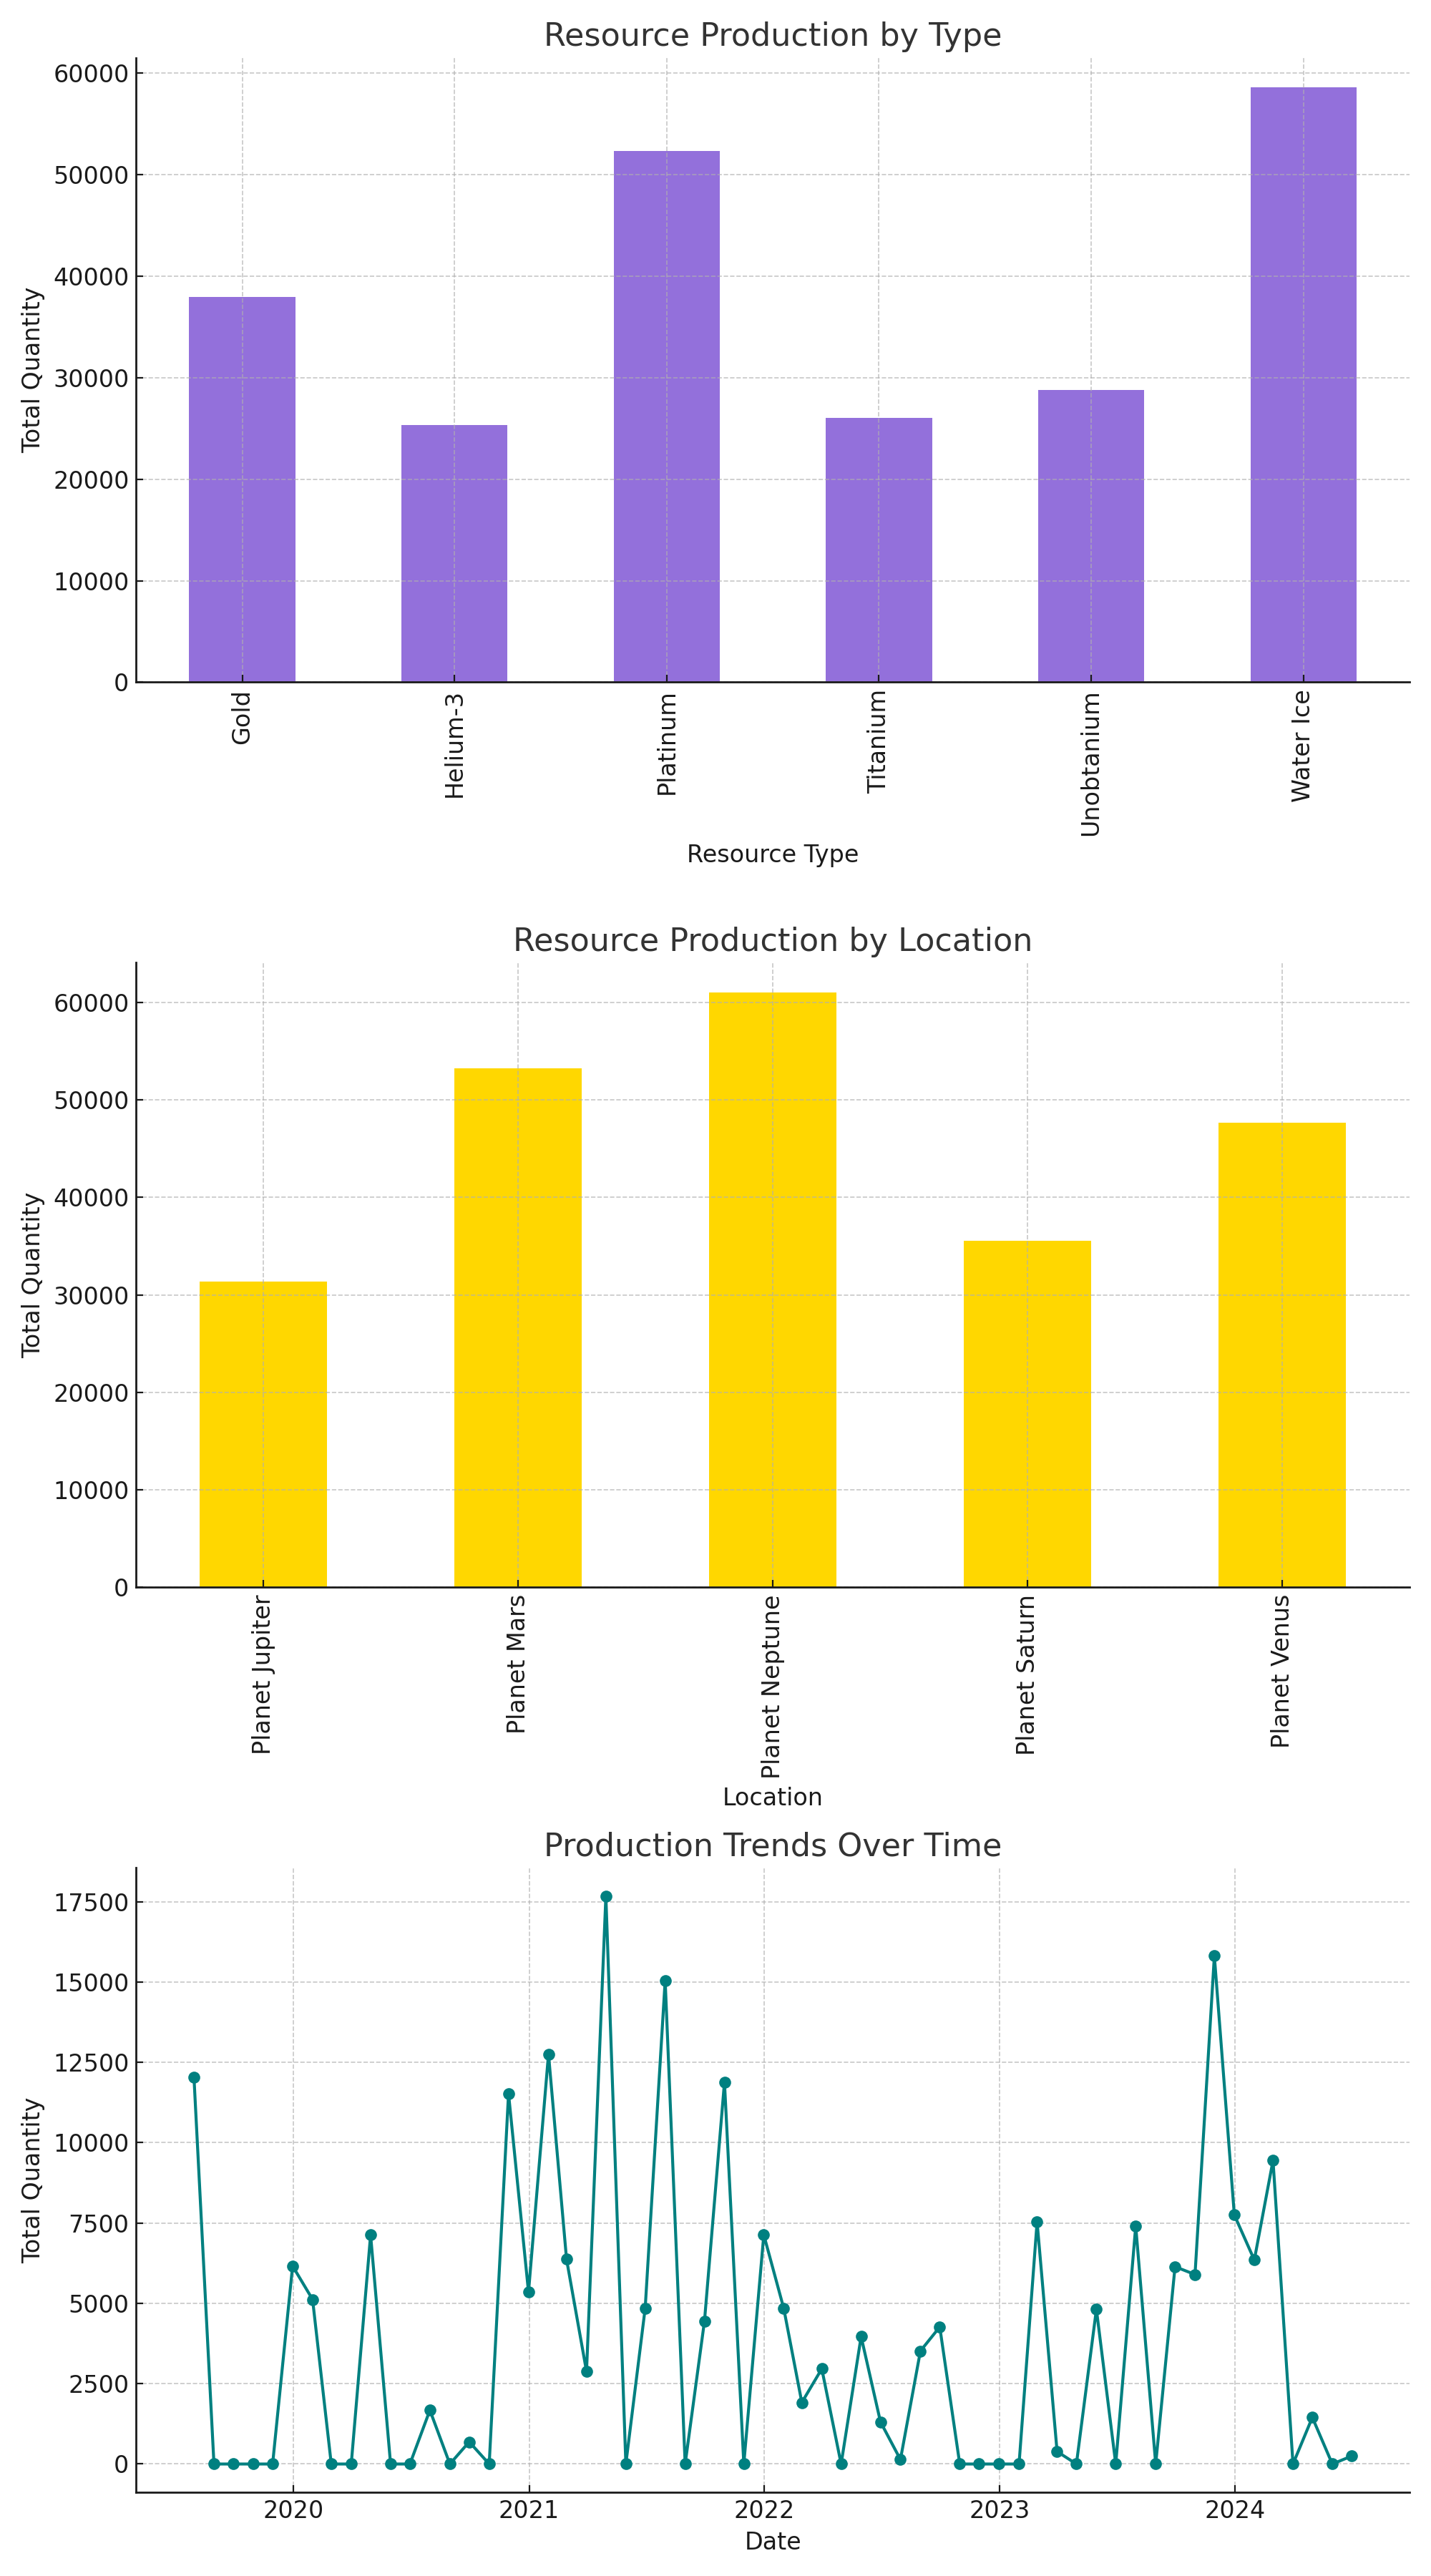 Resource Production by Type
Total Quantity
60000
50000
40000
30000
20000
10000
0
Gold
Helium-3
Platinum
Titanium
Unobtanium
Water Ice
Resource Type
Resource Production by Location
Total Quantity
60000
50000
40000
30000
20000
10000
0
Planet Jupiter
Planet Mars
Planet Neptune
Planet Saturn
Planet Venus
Location
Production Trends Over Time
Total Quantity
17500
15000
12500
10000
7500
5000
2500
0
2020
2021
2022
2023
2024
Date